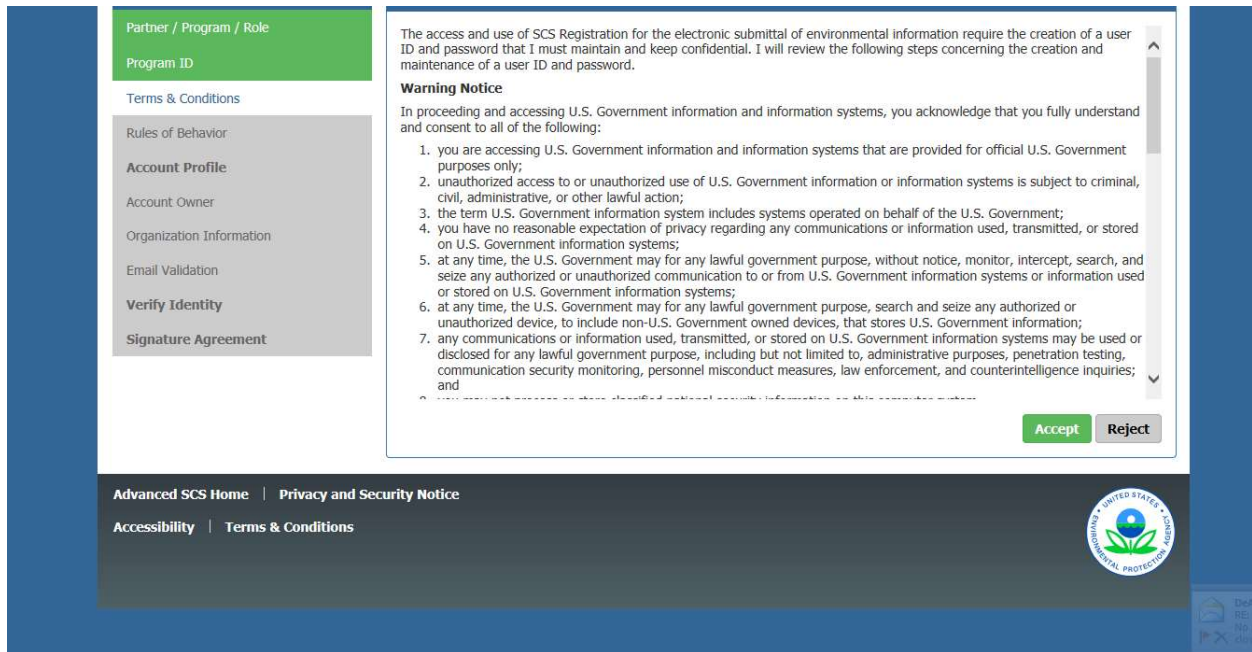 Partner / Program / Role
Program ID
Terms & Conditions
Rules of Behavior
Account Profile
Account Owner
Organization Information
Email Validation
Verify Identity
Signature Agreement
The access and use of SCS Registration for the electronic submittal of environmental information require the creation of a user
ID and password that I must maintain and keep confidential. I will review the following steps concerning the creation and
maintenance of a user ID and password.
Warning Notice
In proceeding and accessing U.S. Government information and information systems, you acknowledge that you fully understand
and consent to all of the following:
1. you are accessing U.S. Government information and information systems that are provided for official U.S. Government
purposes only;
2. unauthorized access to or unauthorized use of U.S. Government information or information systems is subject to criminal,
civil, administrative, or other lawful action;
3. the term U.S. Government information system includes systems operated on behalf of the U.S. Government;
4. you have no reasonable expectation of privacy regarding any communications or information used, transmitted, or stored
on U.S. Government information systems;
5. at any time, the U.S. Government may for any lawful government purpose, without notice, monitor, intercept, search, and
seize any authorized or unauthorized communication to or from U.S. Government information systems or information used
or stored on U.S. Government information systems;
6. at any time, the U.S. Government may for any lawful government purpose, search and seize any authorized or
unauthorized device, to include non-U.S. Government owned devices, that stores U.S. Government information;
7. any communications or information used, transmitted, or stored on U.S. Government information systems may be used or
disclosed for any lawful government purpose, including but not limited to, administrative purposes, penetration testing,
communication security monitoring, personnel misconduct measures, law enforcement, and counterintelligence inquiries;
and
8. you may not process or store classified national security information on this computer system.
Accept Reject
Advanced SCS Home | Privacy and Security Notice
Accessibility | Terms & Conditions
UNITED STATES
ENVIRONMENTAL PROTECTION AGENCY